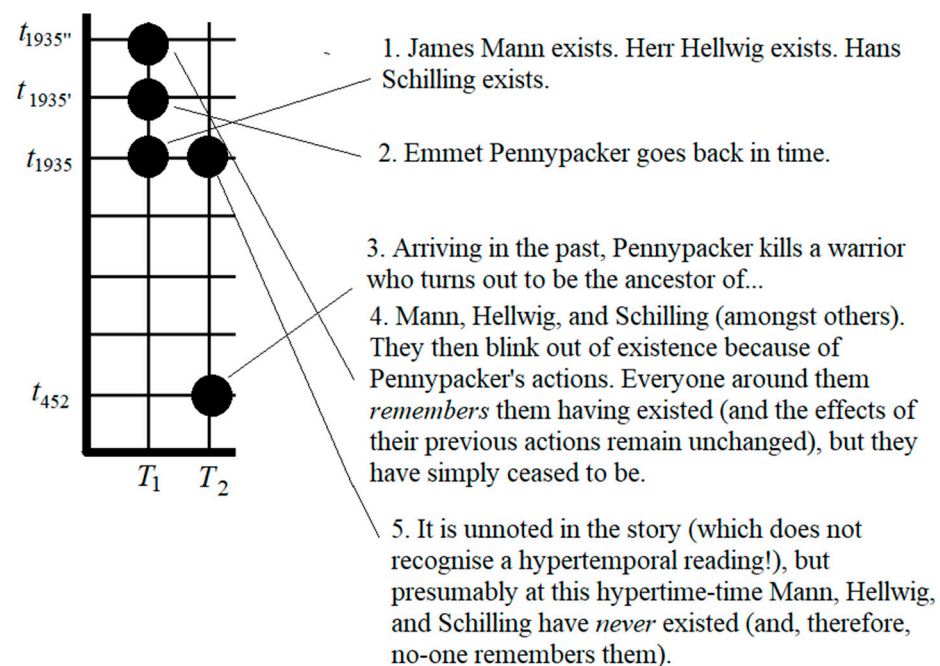 t1935''
t1935'
t1935
t452
T1 T2
1. James Mann exists. Herr Hellwig exists. Hans
Schilling exists.
2. Emmet Pennypacker goes back in time.
3. Arriving in the past, Pennypacker kills a warrior
who turns out to be the ancestor of...
4. Mann, Hellwig, and Schilling (amongst others).
They then blink out of existence because of
Pennypacker's actions. Everyone around them
remembers them having existed (and the effects of
their previous actions remain unchanged), but they
have simply ceased to be.
5. It is unnoted in the story (which does not
recognise a hypertemporal reading!), but
presumably at this hypertime-time Mann, Hellwig,
and Schilling have never existed (and, therefore,
no-one remembers them).